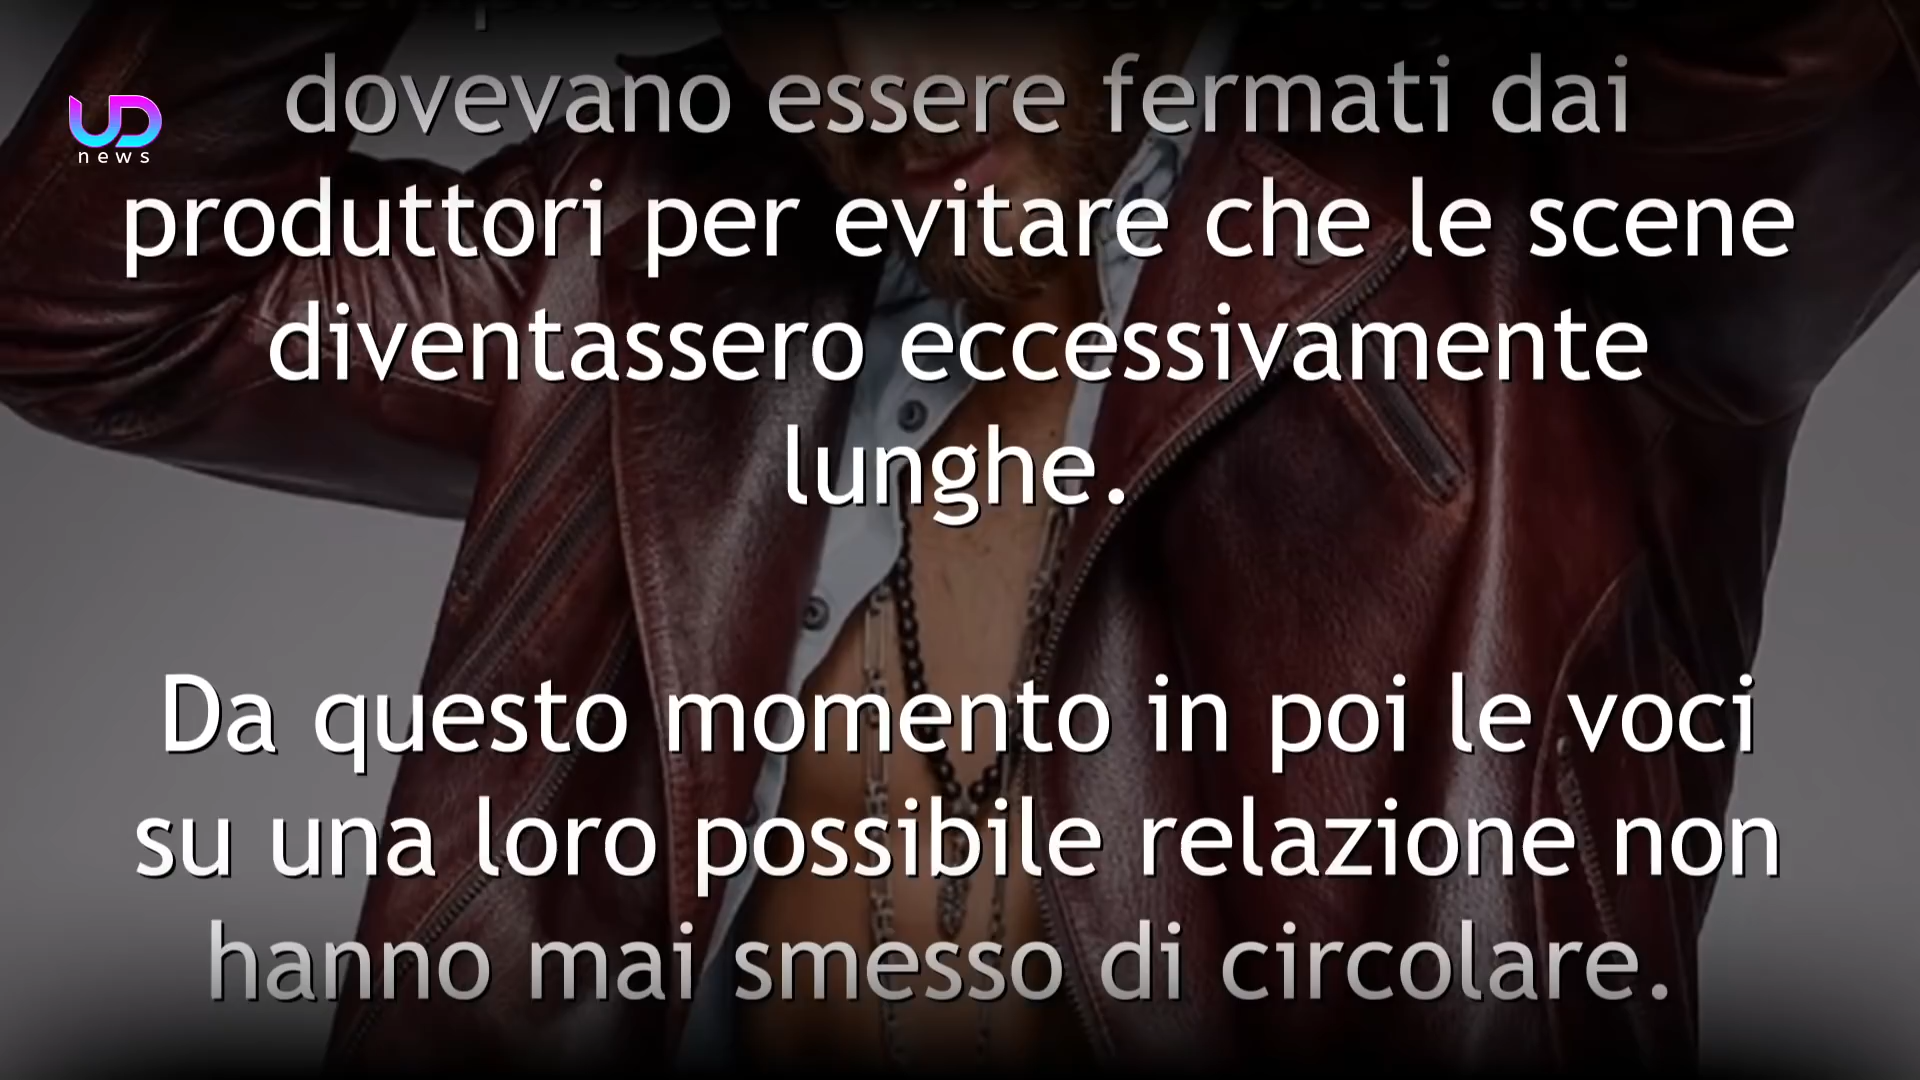 UD
news
dovevano essere fermati dai
produttori per evitare che le scene
diventassero eccessivamente
lunghe.
Da questo momento in poi le voci
su una loro possibile relazione non
hanno mai smesso di circolare.